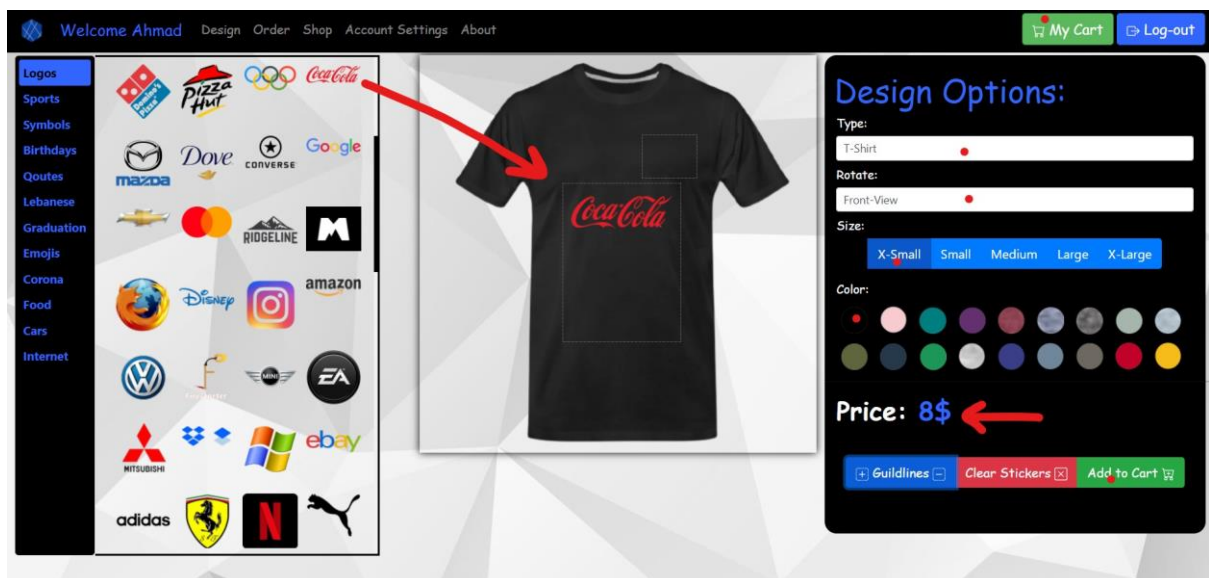 Welcome Ahmad Design Order Shop Account Settings About My Cart Log-out
Logos
Sports
Symbols
Birthdays
Qoutes
Lebanese
Graduation
Emojis
Corona
Food
Cars
Internet
Domino's Pizza
Pizza Hut
Coca-Cola
mazda
Dove
CONVERSE
Google
RIDGELINE
M
Disney
amazon
MINI
EA
MITSUBISHI
ebay
adidas
N
Coca-Cola
Design Options:
Type:
T-Shirt
Rotate:
Front-View
Size:
X-Small Small Medium Large X-Large
Color:
Price: 8$
Guildlines Clear Stickers Add to Cart